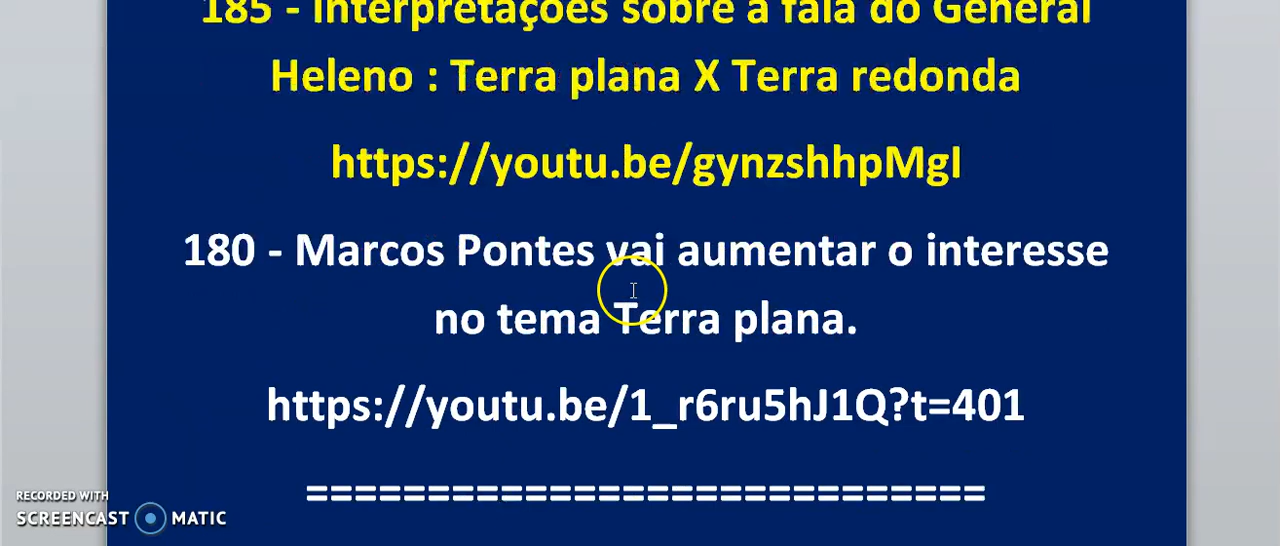 185 - Interpretações sobre a fala do General
Heleno : Terra plana X Terra redonda
https://youtu.be/gynzshhpMgI
180 - Marcos Pontes vai aumentar o interesse
no tema Terra plana.
https://youtu.be/1_r6ru5hJ1Q?t=401
============================
RECORDED WITH
SCREENCAST MATIC